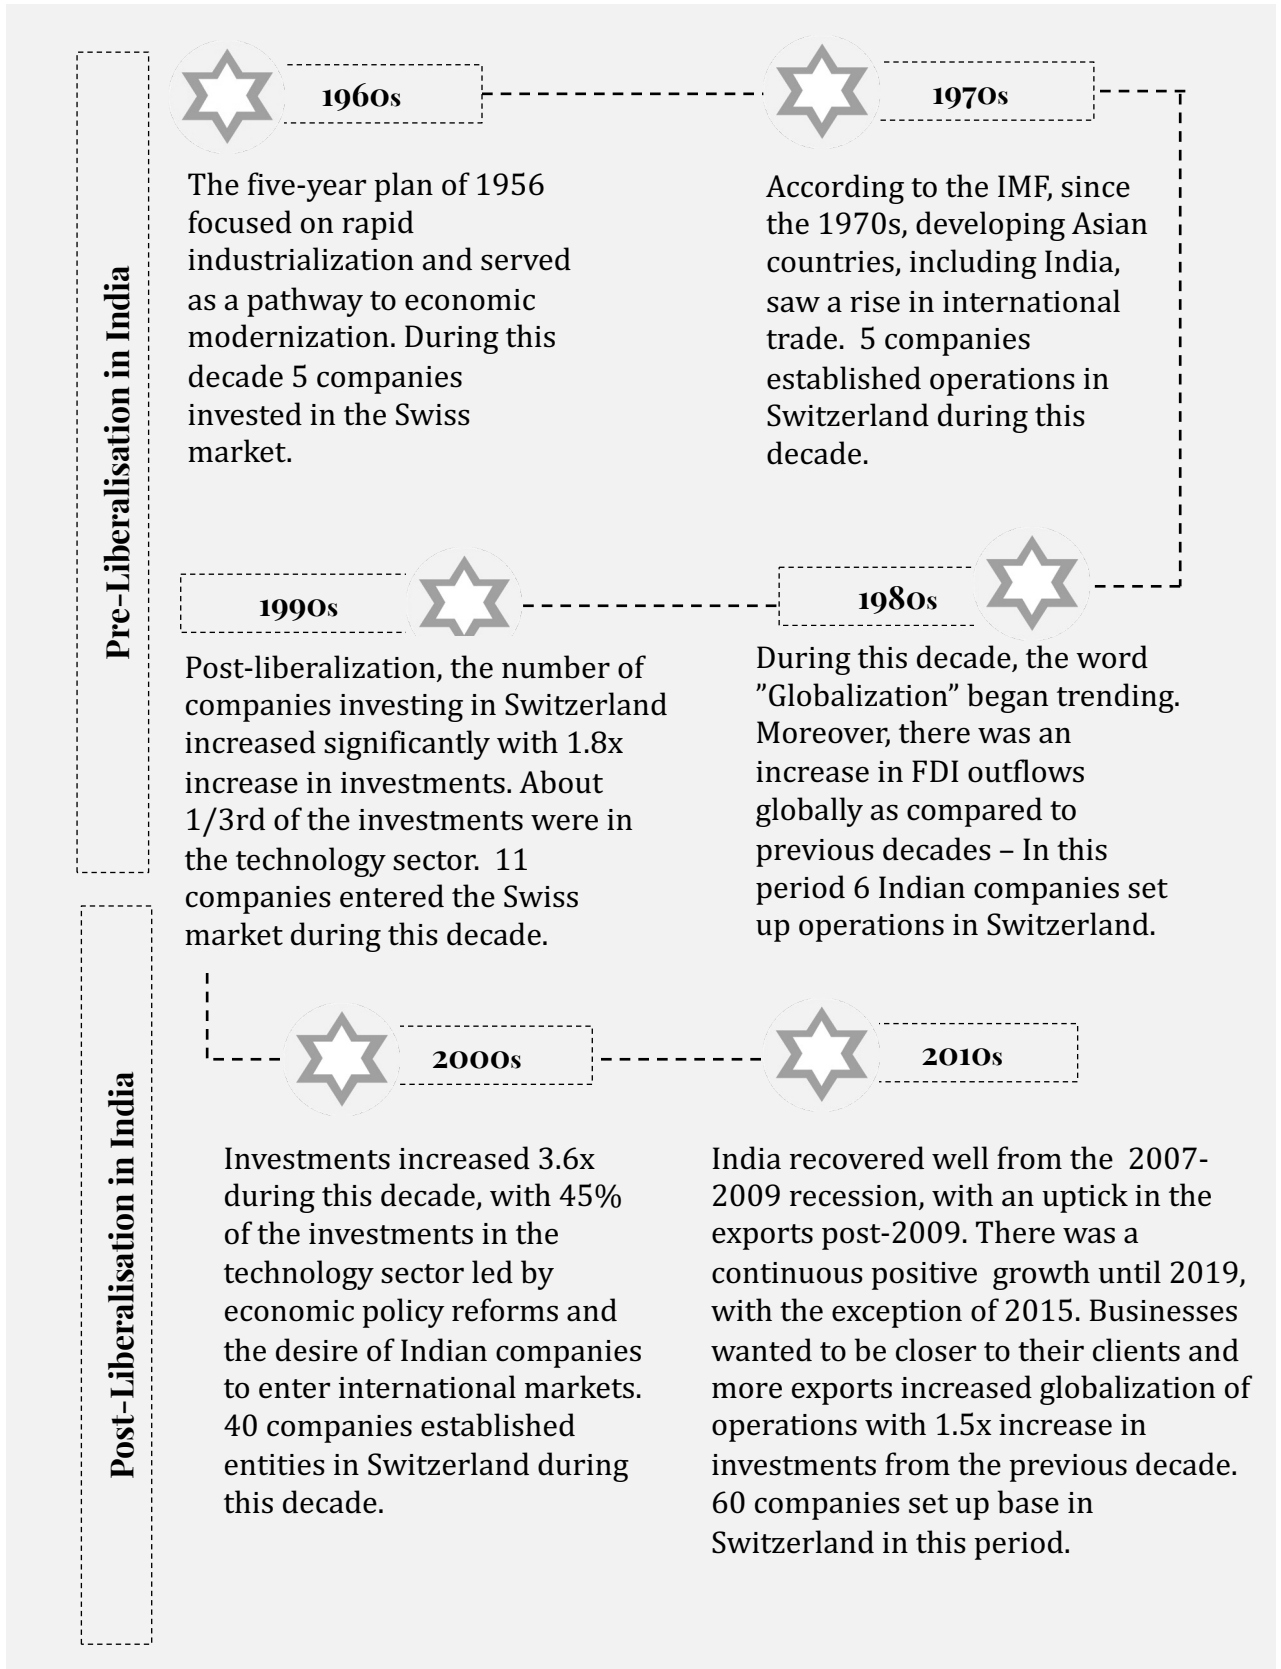 Pre-Liberalisation in India
1960s
The five-year plan of 1956
focused on rapid
industrialization and served
as a pathway to economic
modernization. During this
decade 5 companies
invested in the Swiss
market.
1970s
According to the IMF, since
the 1970s, developing Asian
countries, including India,
saw a rise in international
trade.  5 companies
established operations in
Switzerland during this
decade.
1980s
During this decade, the word
”Globalization” began trending.
Moreover, there was an
increase in FDI outflows
globally as compared to
previous decades – In this
period 6 Indian companies set
up operations in Switzerland.
1990s
Post-liberalization, the number of
companies investing in Switzerland
increased significantly with 1.8x
increase in investments. About
1/3rd of the investments were in
the technology sector.  11
companies entered the Swiss
market during this decade.
Post-Liberalisation in India
2000s
Investments increased 3.6x
during this decade, with 45%
of the investments in the
technology sector led by
economic policy reforms and
the desire of Indian companies
to enter international markets.
40 companies established
entities in Switzerland during
this decade.
2010s
India recovered well from the  2007-
2009 recession, with an uptick in the
exports post-2009. There was a
continuous positive  growth until 2019,
with the exception of 2015. Businesses
wanted to be closer to their clients and
more exports increased globalization of
operations with 1.5x increase in
investments from the previous decade.
60 companies set up base in
Switzerland in this period.